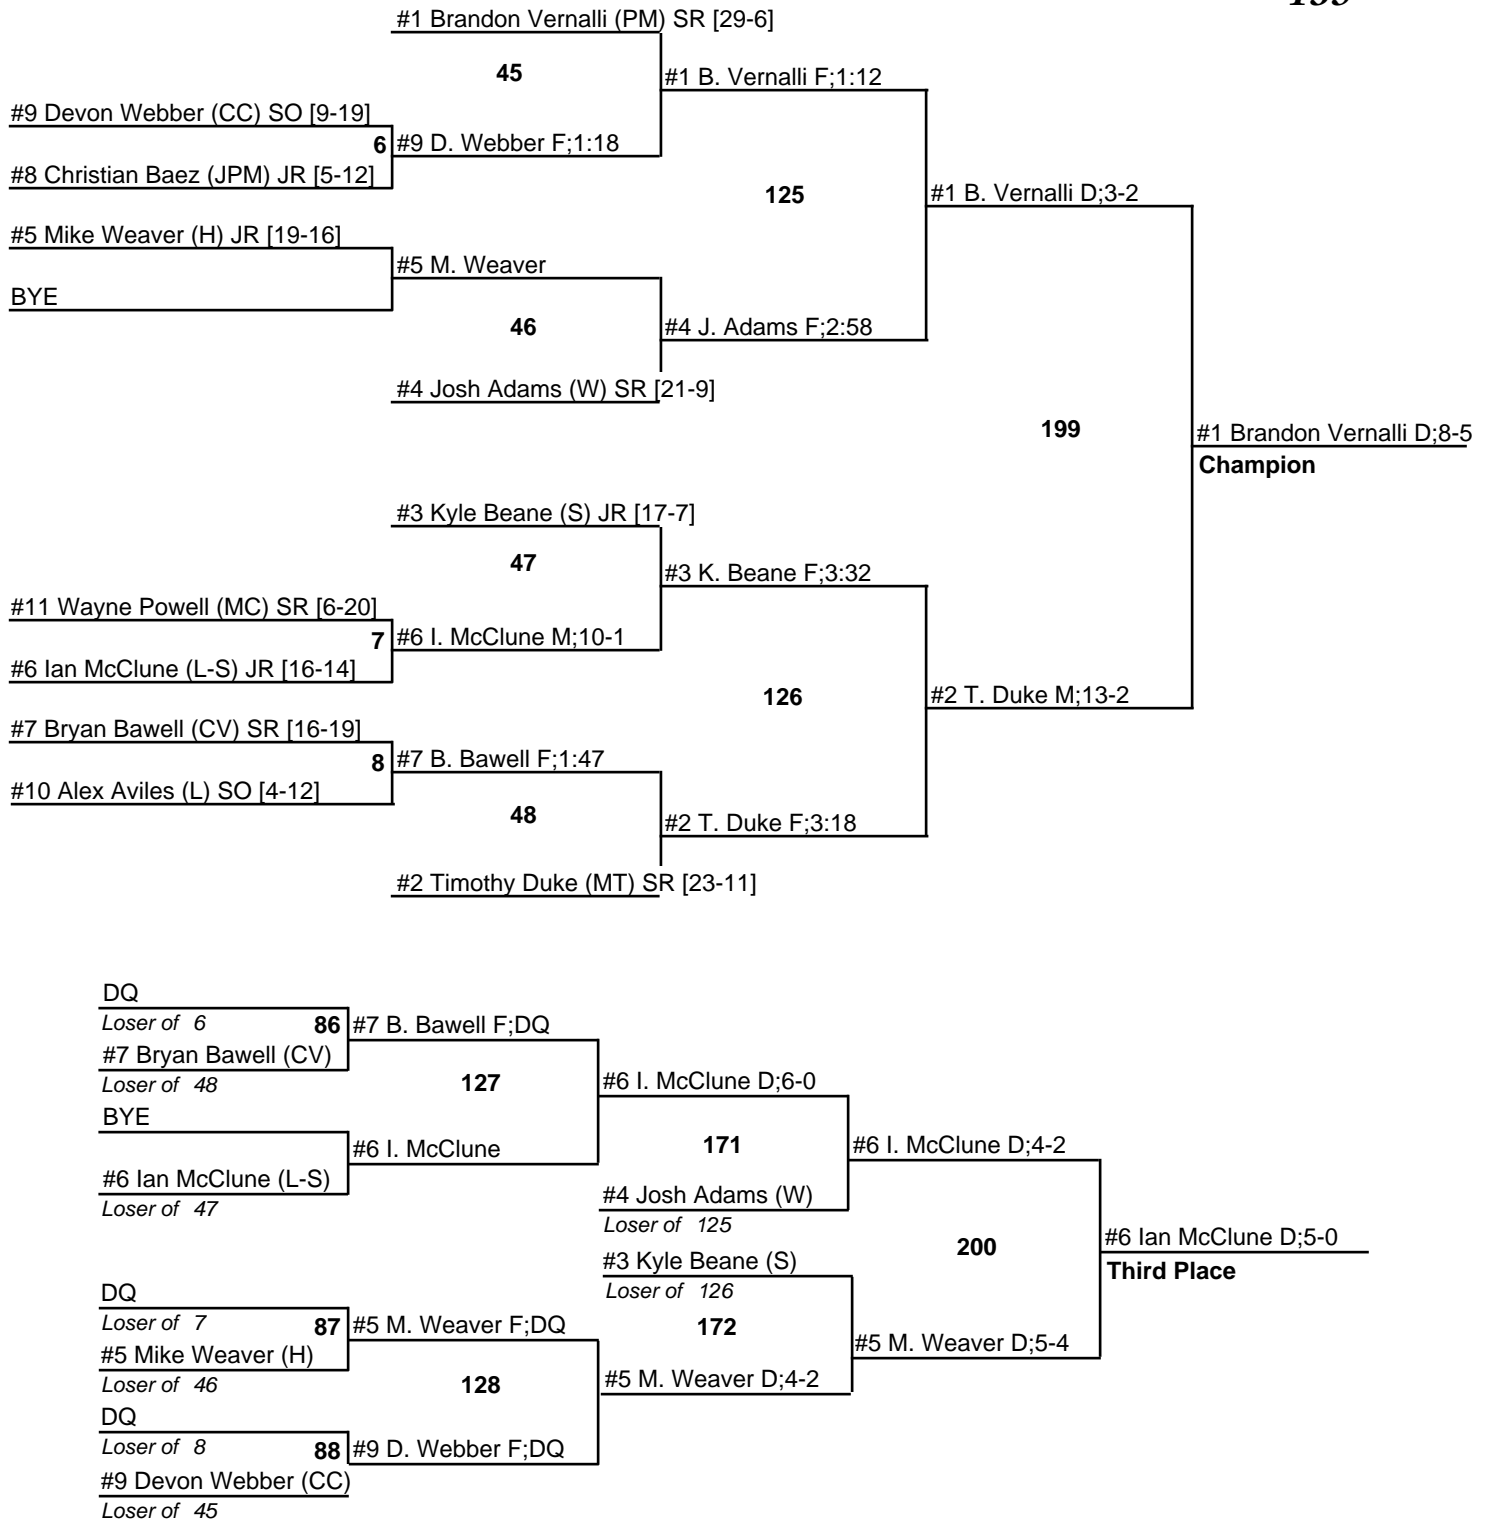 #1 Brandon Vernalli (PM) SR [29-6]
45
#1 B. Vernalli F;1:12
#9 Devon Webber (CC) SO [9-19]
6 #9 D. Webber F;1:18
#8 Christian Baez (JPM) JR [5-12]
125
#1 B. Vernalli D;3-2
#5 Mike Weaver (H) JR [19-16]
#5 M. Weaver
BYE
46
#4 J. Adams F;2:58
#4 Josh Adams (W) SR [21-9]
199
#1 Brandon Vernalli D;8-5
Champion
#3 Kyle Beane (S) JR [17-7]
47
#3 K. Beane F;3:32
#11 Wayne Powell (MC) SR [6-20]
7 #6 I. McClune M;10-1
#6 Ian McClune (L-S) JR [16-14]
126
#2 T. Duke M;13-2
#7 Bryan Bawell (CV) SR [16-19]
8 #7 B. Bawell F;1:47
#10 Alex Aviles (L) SO [4-12]
48
#2 T. Duke F;3:18
#2 Timothy Duke (MT) SR [23-11]
DQ
Loser of 6
86 #7 B. Bawell F;DQ
#7 Bryan Bawell (CV)
Loser of 48
127
#6 I. McClune D;6-0
BYE
#6 I. McClune
#6 Ian McClune (L-S)
Loser of 47
171
#6 I. McClune D;4-2
#4 Josh Adams (W)
Loser of 125
200
#6 Ian McClune D;5-0
Third Place
#3 Kyle Beane (S)
Loser of 126
DQ
Loser of 7
87 #5 M. Weaver F;DQ
172
#5 M. Weaver D;5-4
#5 Mike Weaver (H)
Loser of 46
128
#5 M. Weaver D;4-2
DQ
Loser of 8
88 #9 D. Webber F;DQ
#9 Devon Webber (CC)
Loser of 45